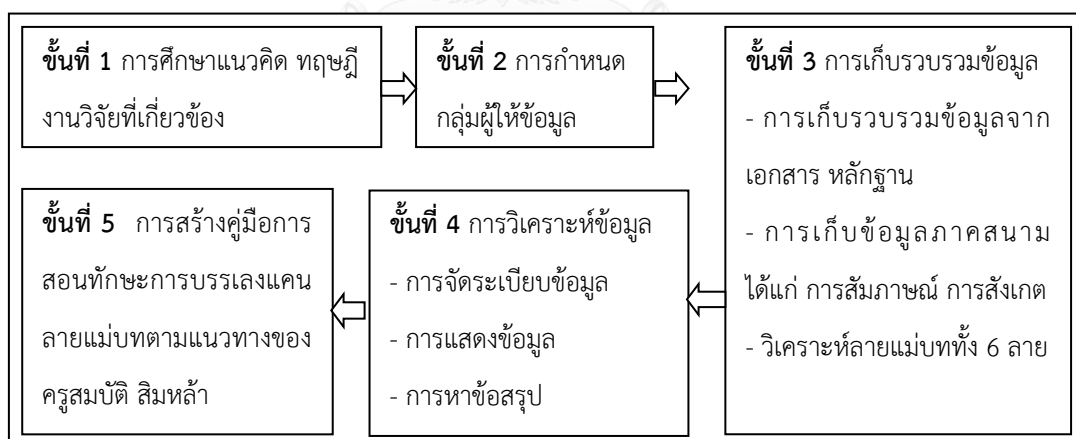 ขั้นที่ 1 การศึกษาแนวคิด ทฤษฎี
งานวิจัยที่เกี่ยวข้อง
ขั้นที่ 2 การกำหนด
กลุ่มผู้ให้ข้อมูล
ขั้นที่ 3 การเก็บรวบรวมข้อมูล
- การเก็บรวบรวมข้อมูลจาก
เอกสาร หลักฐาน
- การเก็บข้อมูลภาคสนาม
ได้แก่ การสัมภาษณ์ การสังเกต
- วิเคราะห์ลายแม่บททั้ง 6 ลาย
ขั้นที่ 4 การวิเคราะห์ข้อมูล
- การจัดระเบียบข้อมูล
- การแสดงข้อมูล
- การหาข้อสรุป
ขั้นที่ 5 การสร้างคู่มือการ
สอนทักษะการบรรเลงแคน
ลายแม่บทตามแนวทางของ
ครูสมบัติ สิมหล้า